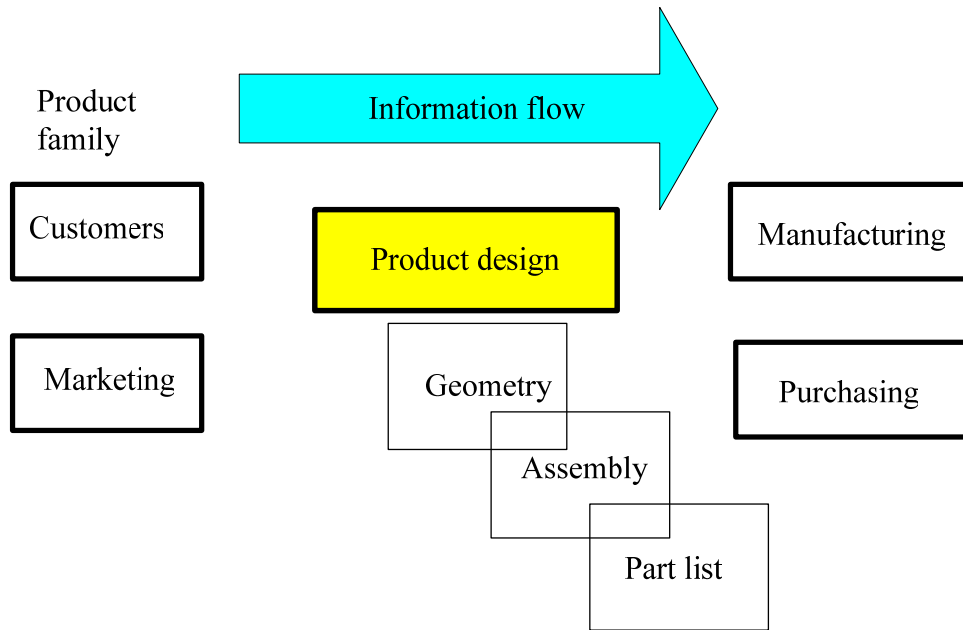 Product
family
Information flow
Customers
Product design
Manufacturing
Marketing
Geometry
Purchasing
Assembly
Part list